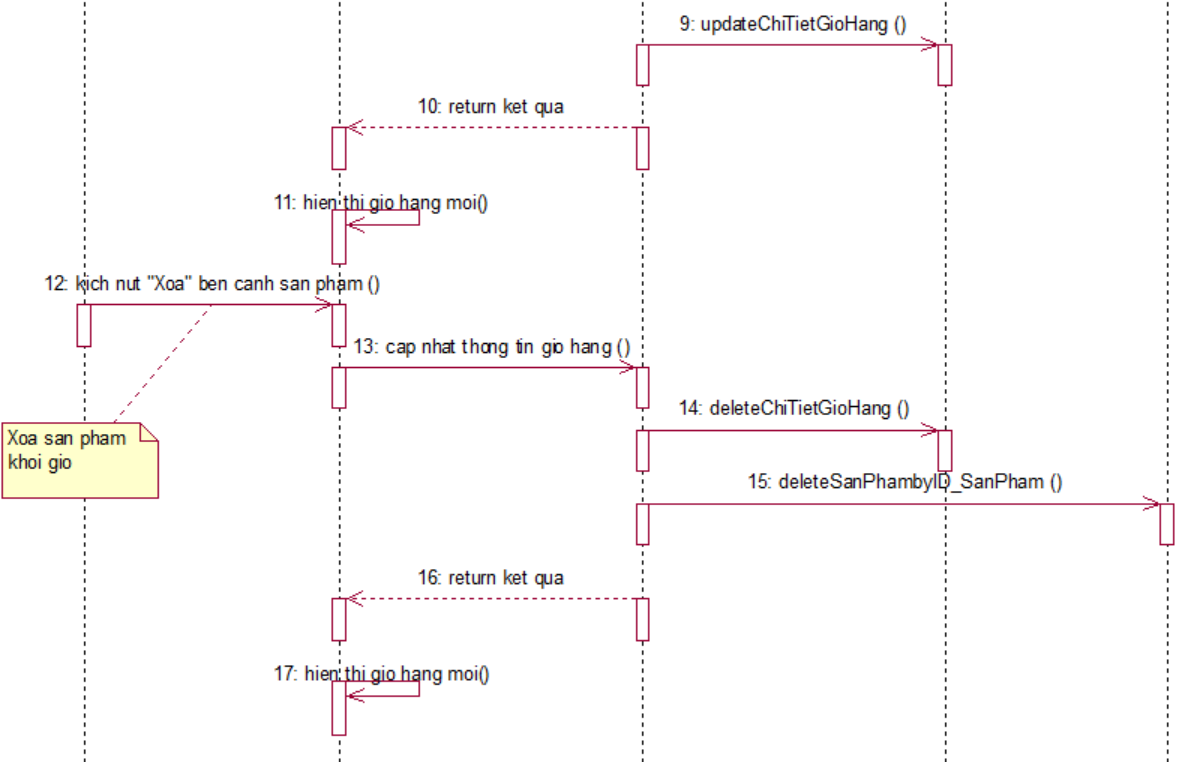 9: updateChiTietGioHang ()
10: return ket qua
11: hien thi gio hang moi()
12: kich nut "Xoa" ben canh san pham ()
13: cap nhat thong tin gio hang ()
14: deleteChiTietGioHang ()
Xoa san pham
khoi gio
15: deleteSanPhambyID_SanPham ()
16: return ket qua
17: hien thi gio hang moi()